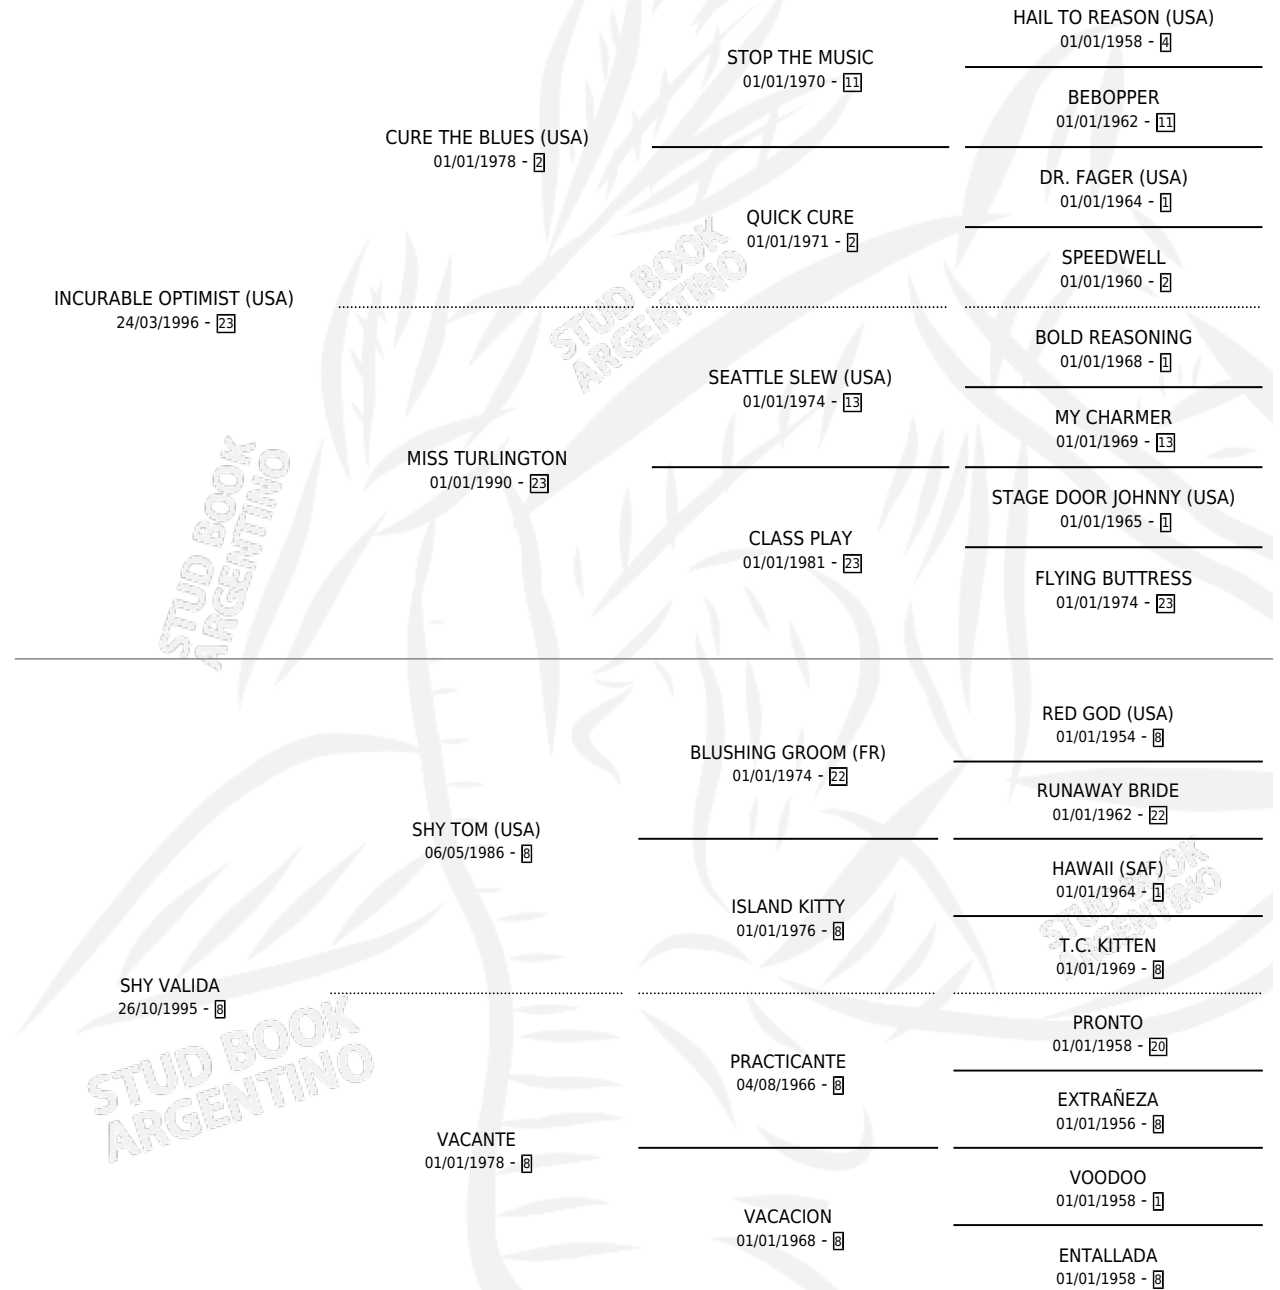 HAIL TO REASON (USA)
01/01/1958 - 4
STOP THE MUSIC
01/01/1970 - 11
BEBOPPER
01/01/1962 - 11
CURE THE BLUES (USA)
01/01/1978 - 2
DR. FAGER (USA)
01/01/1964 - 1
QUICK CURE
01/01/1971 - 2
SPEEDWELL
01/01/1960 - 2
INCURABLE OPTIMIST (USA)
24/03/1996 - 23
BOLD REASONING
01/01/1968 - 1
SEATTLE SLEW (USA)
01/01/1974 - 13
MY CHARMER
01/01/1969 - 13
MISS TURLINGTON
01/01/1990 - 23
STAGE DOOR JOHNNY (USA)
01/01/1965 - 1
CLASS PLAY
01/01/1981 - 23
FLYING BUTTRESS
01/01/1974 - 23
RED GOD (USA)
01/01/1954 - 8
BLUSHING GROOM (FR)
01/01/1974 - 22
RUNAWAY BRIDE
01/01/1962 - 22
SHY TOM (USA)
06/05/1986 - 8
HAWAII (SAF)
01/01/1964 - 1
ISLAND KITTY
01/01/1976 - 8
T.C. KITTEN
01/01/1969 - 8
SHY VALIDA
26/10/1995 - 8
PRONTO
01/01/1958 - 20
PRACTICANTE
04/08/1966 - 8
EXTRAÑEZA
01/01/1956 - 8
VACANTE
01/01/1978 - 8
VOODOO
01/01/1958 - 1
VACACION
01/01/1968 - 8
ENTALLADA
01/01/1958 - 8
STUD BOOK
ARGENTINO
STUD BOOK
ARGENTINO
STUD BOOK
ARGENTINO
STUD BOOK
ARGENTINO